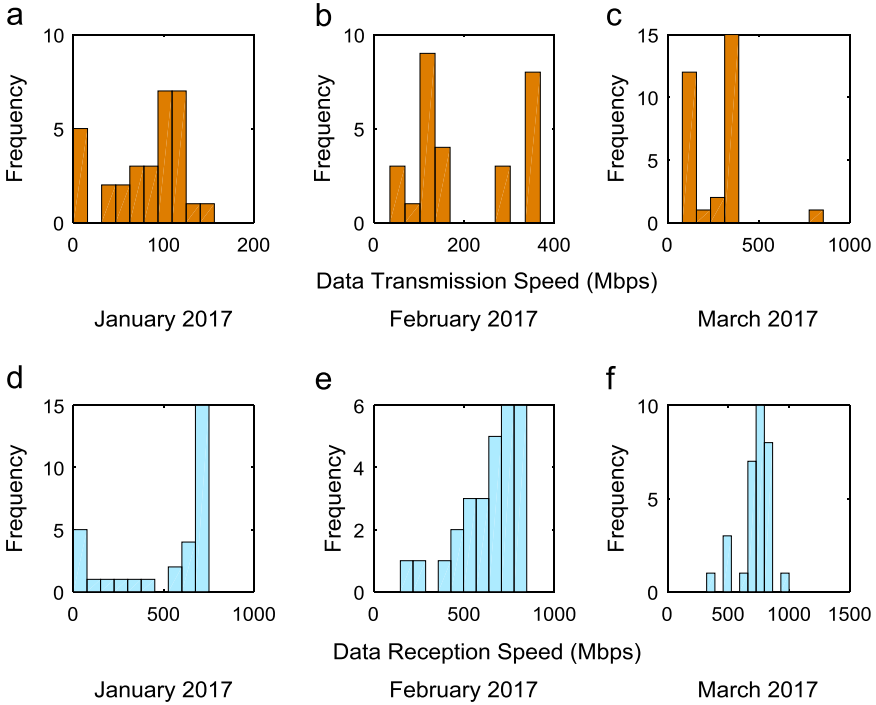 a
b
c
10
5
0
Frequency
0 100 200
10
5
0
Frequency
0 200 400
15
10
5
0
Frequency
0 500 1000
Data Transmission Speed (Mbps)
January 2017
February 2017
March 2017
d
e
f
15
10
5
0
Frequency
0 500 1000
6
4
2
0
Frequency
0 500 1000
10
5
0
Frequency
0 500 1000 1500
Data Reception Speed (Mbps)
January 2017
February 2017
March 2017